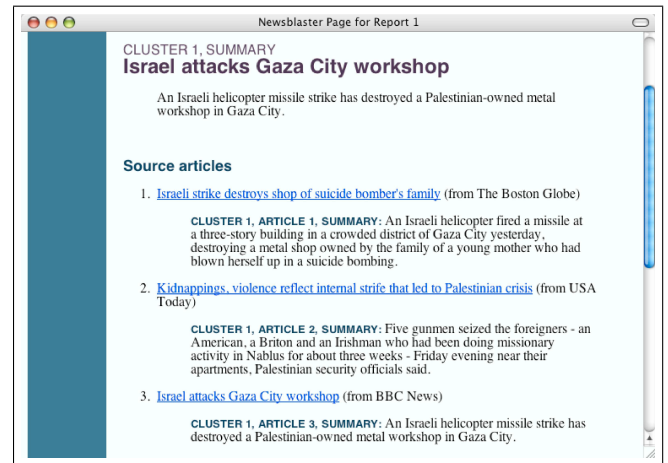 Newsblaster Page for Report 1
CLUSTER 1, SUMMARY
Israel attacks Gaza City workshop
An Israeli helicopter missile strike has destroyed a Palestinian-owned metal
workshop in Gaza City.
Source articles
1. Israeli strike destroys shop of suicide bomber's family (from The Boston Globe)
CLUSTER 1, ARTICLE 1, SUMMARY: An Israeli helicopter fired a missile at
a three-story building in a crowded district of Gaza City yesterday,
destroying a metal shop owned by the family of a young mother who had
blown herself up in a suicide bombing.
2. Kidnappings, violence reflect internal strife that led to Palestinian crisis (from USA
Today)
CLUSTER 1, ARTICLE 2, SUMMARY: Five gunmen seized the foreigners - an
American, a Briton and an Irishman who had been doing missionary
activity in Nablus for about three weeks - Friday evening near their
apartments, Palestinian security officials said.
3. Israel attacks Gaza City workshop (from BBC News)
CLUSTER 1, ARTICLE 3, SUMMARY: An Israeli helicopter missile strike has
destroyed a Palestinian-owned metal workshop in Gaza City.